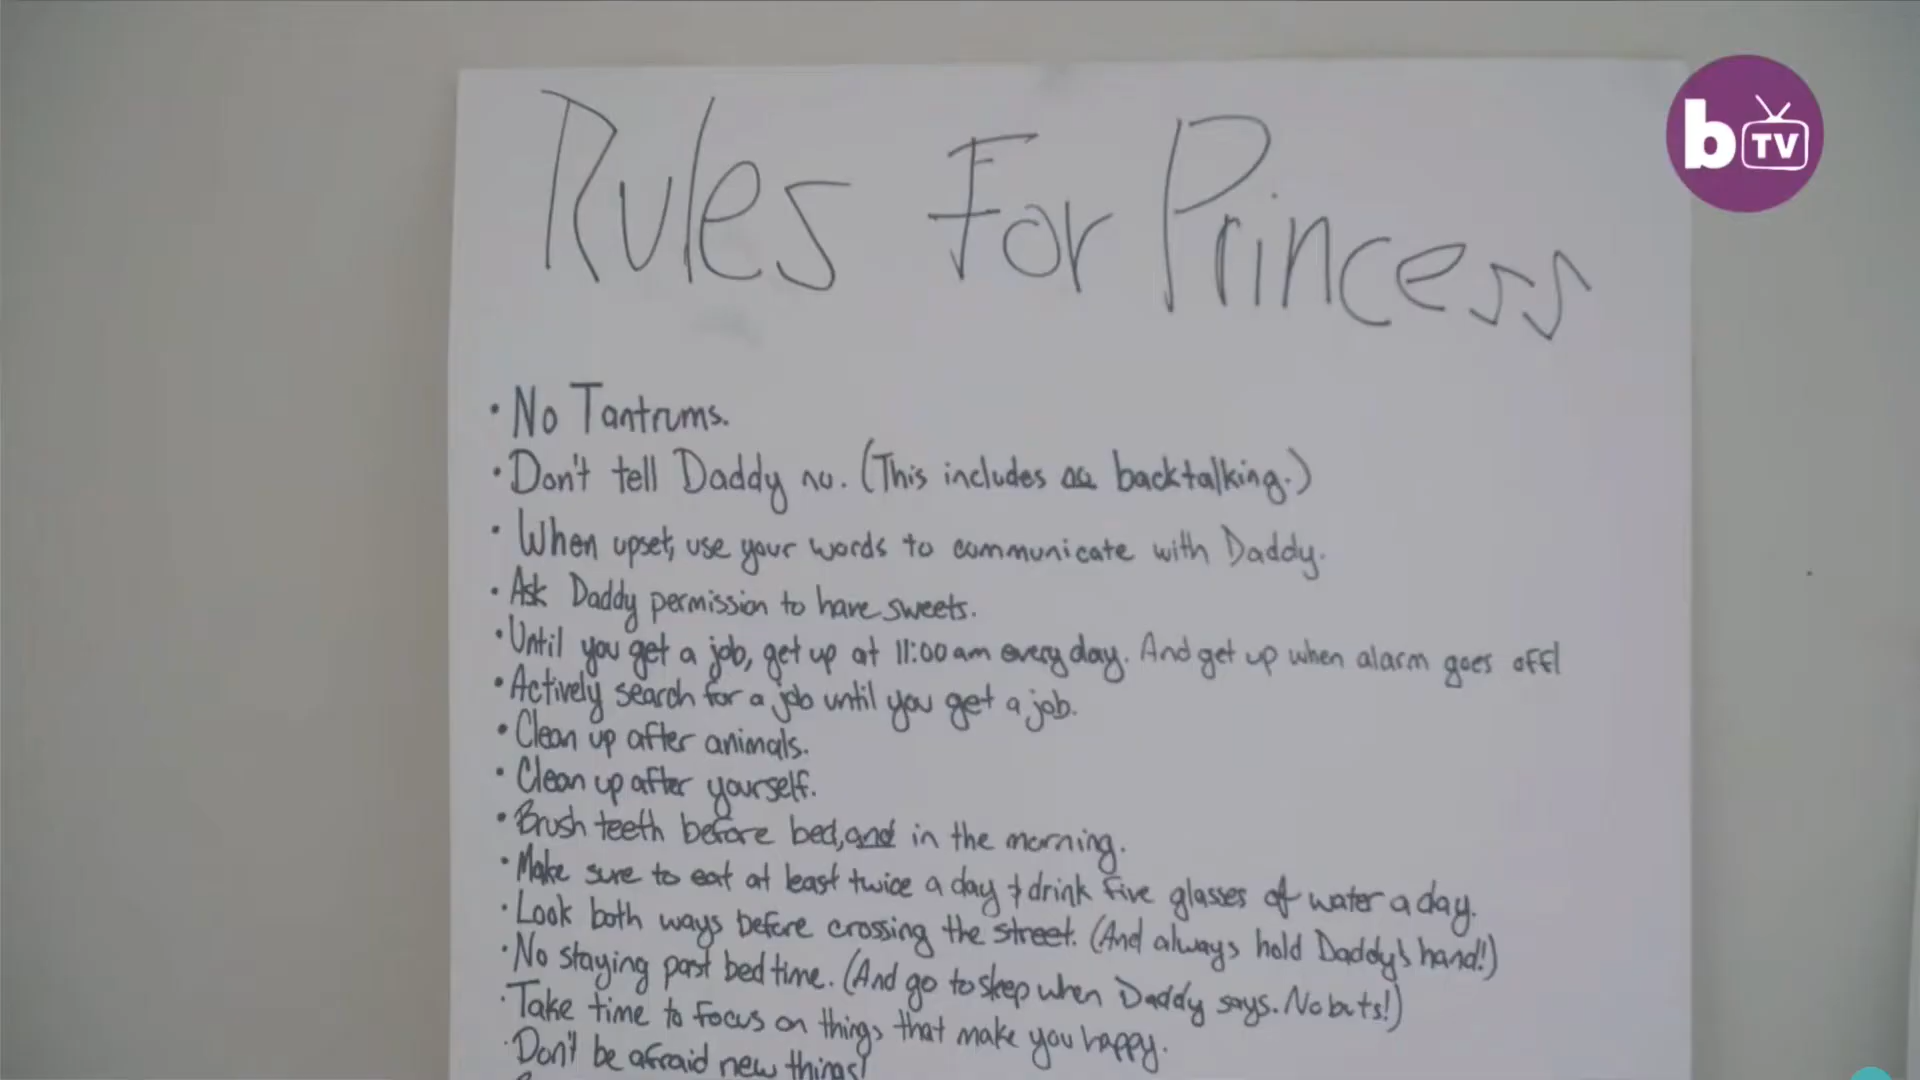 b TV
Rules For Princess
• No Tantrums.
• Don't tell Daddy no. (This includes backtalking.)
• When upset, use your words to communicate with Daddy.
• Ask Daddy permission to have sweets.
• Until you get a job, get up at 11:00 am every day. And get up when alarm goes off!
• Actively search for a job until you get a job.
• Clean up after animals.
• Clean up after yourself.
• Brush teeth before bed, and in the morning.
• Make sure to eat at least twice a day & drink five glasses of water a day.
• Look both ways before crossing the street. (And always hold Daddy's hand!)
• No staying past bedtime. (And go to sleep when Daddy says. No buts!)
• Take time to focus on things that make you happy.
• Don't be afraid new things!